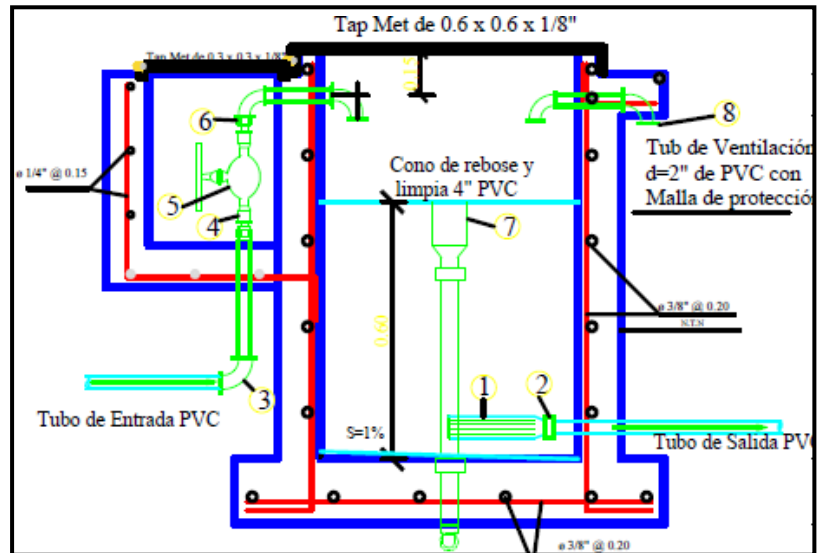 Tap Met de 0.6 x 0.6 x 1/8"
Tap Met de 0.3 x 0.3 x 1/8"
0.15
6
8
ø 1/4" @ 0.15
Cono de rebose y
limpia 4" PVC
Tub de Ventilación
d=2" de PVC con
Malla de protecció
5
4
7
ø 3/8" @ 0.20
N.T.N
0.60
3
1
2
Tubo de Entrada PVC
S=1%
Tubo de Salida PVC
ø 3/8" @ 0.20